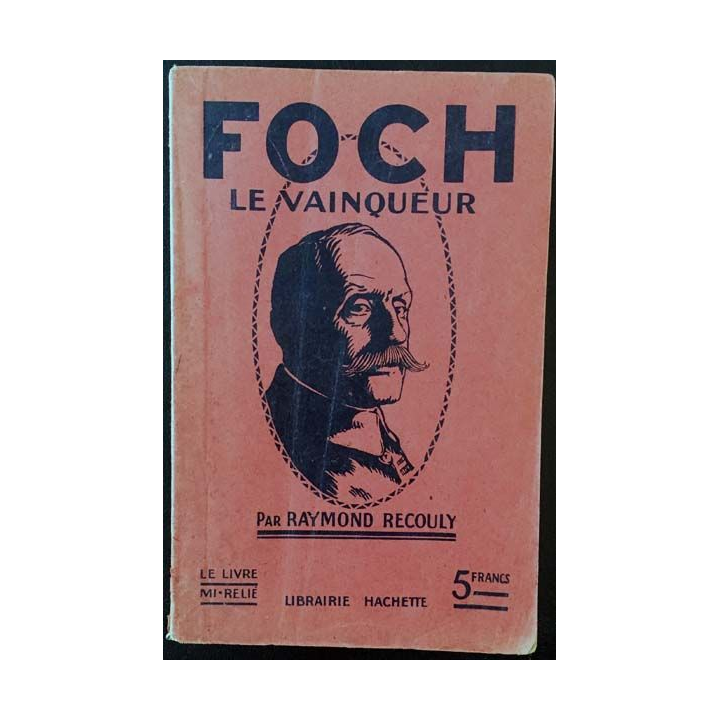 FOCH
LE VAINQUEUR
PAR RAYMOND RECOULY
LE LIVRE
MI-RELIÉ
LIBRAIRIE HACHETTE
5 FRANCS